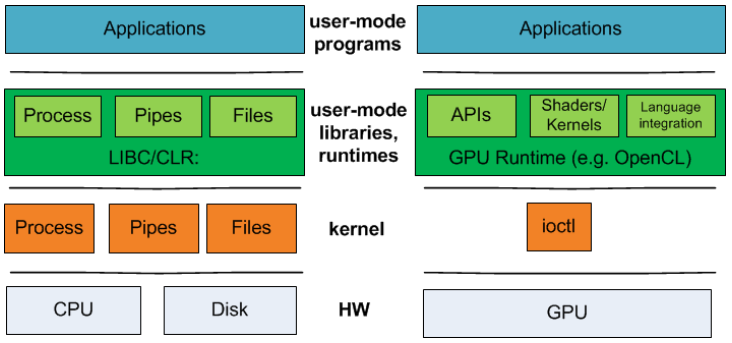 Applications
user-mode
programs
Applications
Process
Pipes
Files
LIBC/CLR:
user-mode
libraries,
runtimes
APIs
Shaders/
Kernels
Language
integration
GPU Runtime (e.g. OpenCL)
Process
Pipes
Files
kernel
ioctl
CPU
Disk
HW
GPU